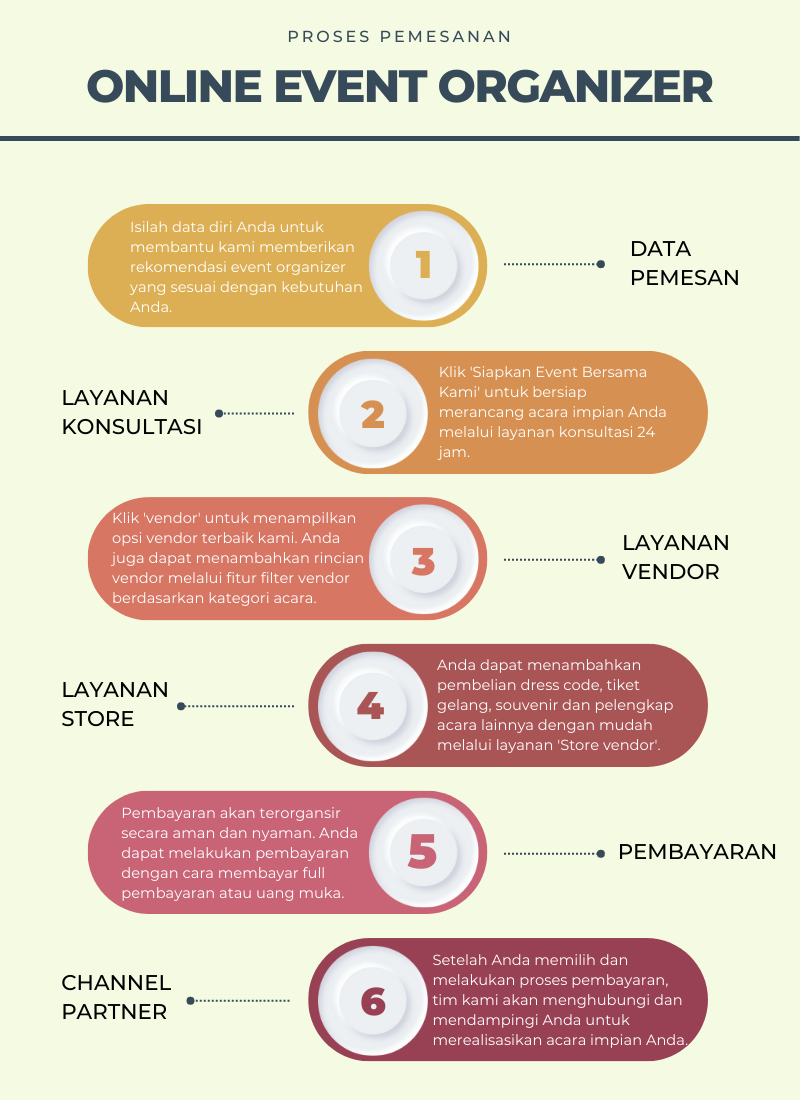 PROSES PEMESANAN
ONLINE EVENT ORGANIZER
Isilah data diri Anda untuk
membantu kami memberikan
rekomendasi event organizer
yang sesuai dengan kebutuhan
Anda.
1
DATA
PEMESAN
LAYANAN
KONSULTASI
2
Klik 'Siapkan Event Bersama
Kami' untuk bersiap
merancang acara impian Anda
melalui layanan konsultasi 24
jam.
Klik 'vendor' untuk menampilkan
opsi vendor terbaik kami. Anda
juga dapat menambahkan rincian
vendor melalui fitur filter vendor
berdasarkan kategori acara.
3
LAYANAN
VENDOR
LAYANAN
STORE
4
Anda dapat menambahkan
pembelian dress code, tiket
gelang, souvenir dan pelengkap
acara lainnya dengan mudah
melalui layanan 'Store vendor'.
Pembayaran akan terorgansir
secara aman dan nyaman. Anda
dapat melakukan pembayaran
dengan cara membayar full
pembayaran atau uang muka.
5
PEMBAYARAN
CHANNEL
PARTNER
6
Setelah Anda memilih dan
melakukan proses pembayaran,
tim kami akan menghubungi dan
mendampingi Anda untuk
merealisasikan acara impian Anda.